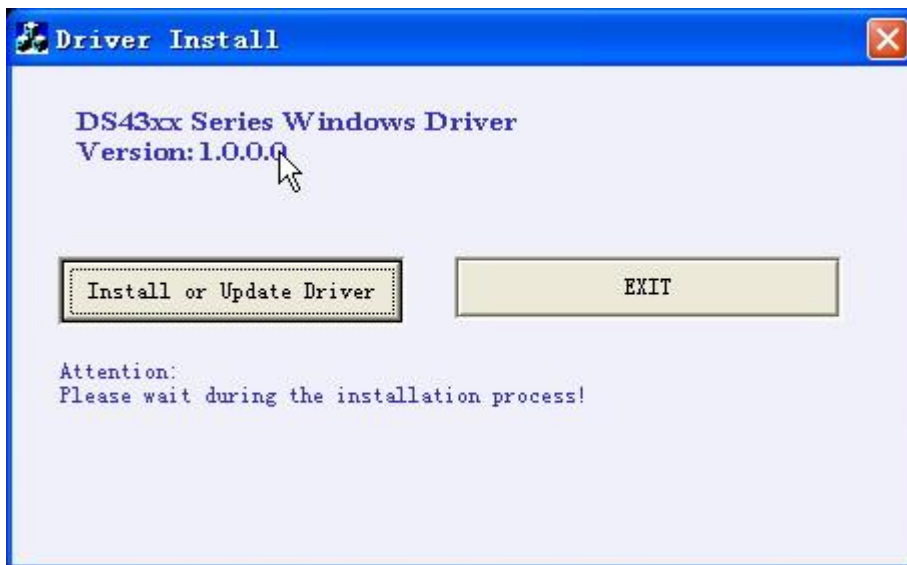 Driver Install
DS43xx Series Windows Driver
Version:1.0.0.0
Install or Update Driver
EXIT
Attention:
Please wait during the installation process!